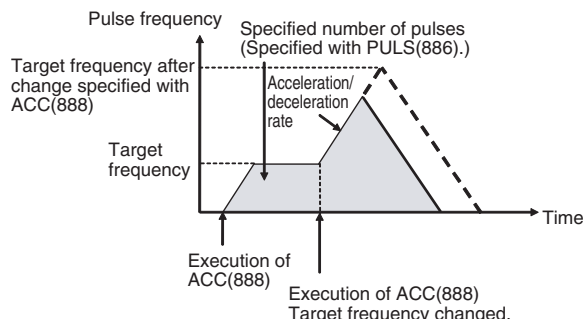 Pulse frequency
Specified number of pulses
(Specified with PULS(886).)
Target frequency after
change specified with
ACC(888)
Acceleration/
deceleration
rate
Target
frequency
Time
Execution of
ACC(888)
Execution of ACC(888)
Target frequency changed.